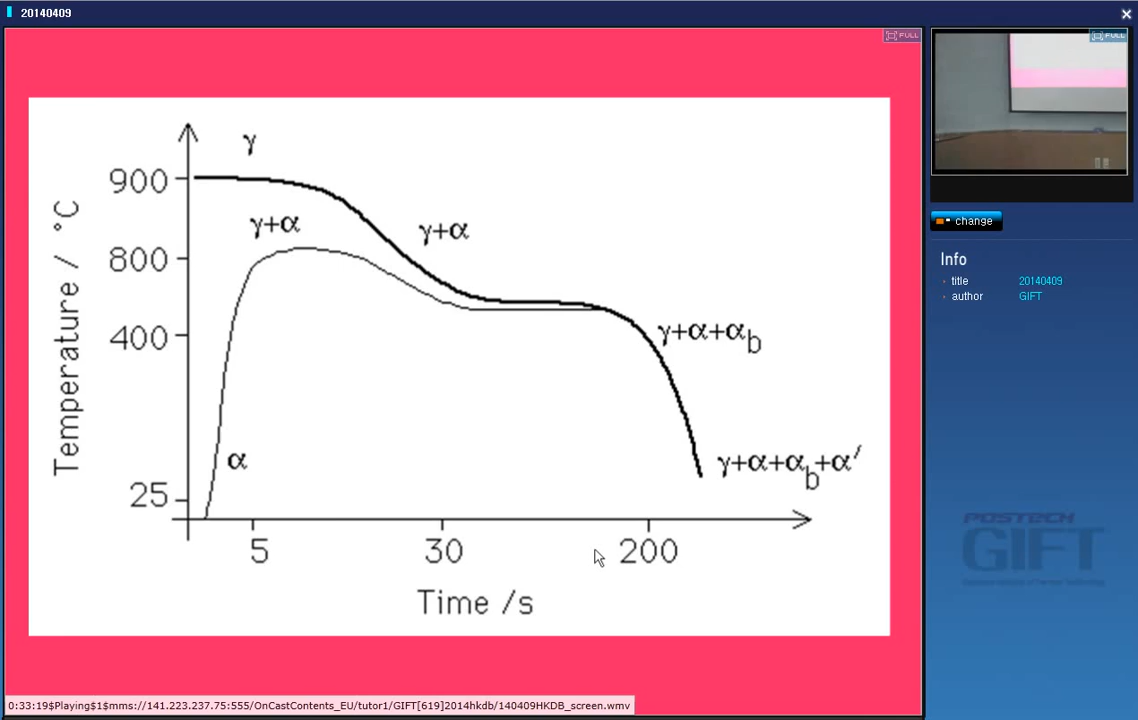 20140409
FULL
FULL
γ
900
γ+α
γ+α
800
400
γ+α+αb
α
γ+α+αb+α′
25
5 30 200
Time /s
Temperature / °C
change
Info
title 20140409
author GIFT
POSTECH
GIFT
0:33:19$Playing$1$mms://141.223.237.75:555/OnCastContents_EU/tutor1/GIFT[619]2014hkdb/140409HKDB_screen.wmv